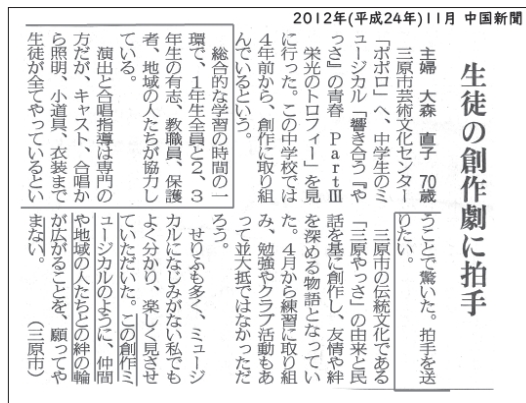 2012年(平成24年)11月 中国新聞
生徒の創作劇に拍手
主婦 大森 直子 70歳
三原市芸術文化センター
「ポポロ」へ、中学生のミ
ュージカル「響き合う『や
っさ』の青春 PartⅢ
栄光のトロフィー」を見
に行った。この中学校では
4年前から、創作に取り組
んでいるという。
総合的な学習の時間の一
環で、1年生全員と2、3
年生の有志、教職員、保護
者、地域の人たちが協力し
ている。
演出と合唱指導は専門の
方だが、キャスト、合唱か
ら照明、小道具、衣装まで
生徒が全てやっているとい
うことで驚いた。拍手を送
りたい。
三原市の伝統文化である
「三原やっさ」の由来と民
話を基に創作し、友情や絆
を深める物語となってい
た。4月から練習に取り組
み、勉強やクラブ活動もあ
って並大抵ではなかっただ
ろう。
せりふも多く、ミュージ
カルになじみがない私でも
よく分かり、楽しく見させ
ていただいた。この創作ミ
ュージカルのように、仲間
や地域の人たちとの絆の輪
が広がることを、願ってや
まない。 (三原市)